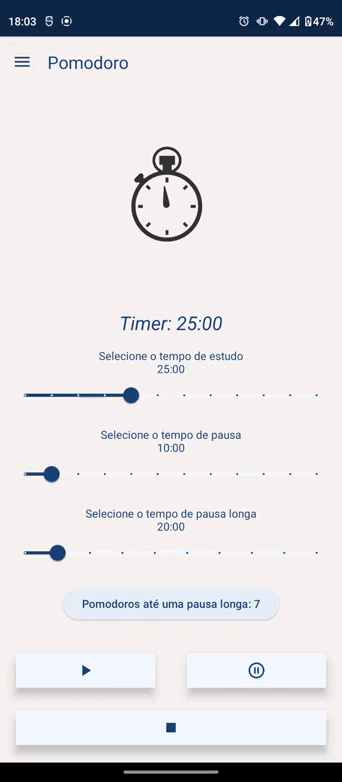 18:03
47%
Pomodoro
Timer: 25:00
Selecione o tempo de estudo
25:00
Selecione o tempo de pausa
10:00
Selecione o tempo de pausa longa
20:00
Pomodoros até uma pausa longa: 7